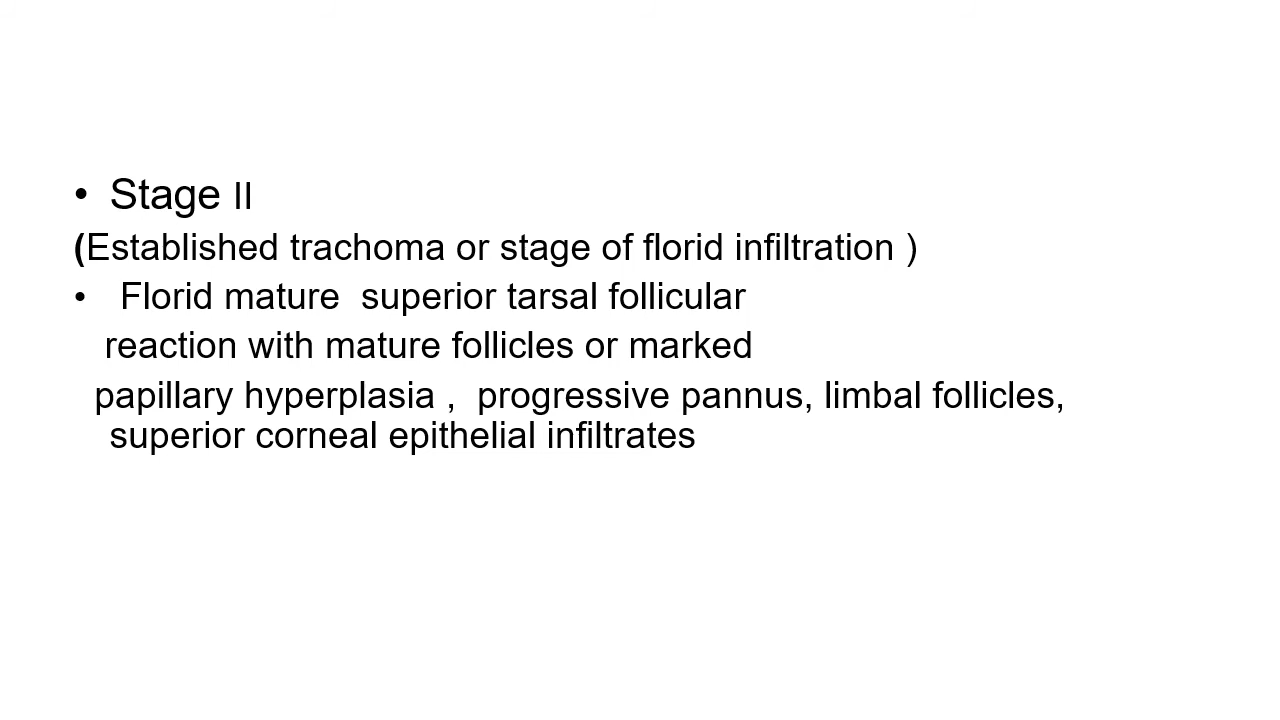 • Stage II
(Established trachoma or stage of florid infiltration )
• Florid mature  superior tarsal follicular
reaction with mature follicles or marked
papillary hyperplasia ,  progressive pannus, limbal follicles,
superior corneal epithelial infiltrates